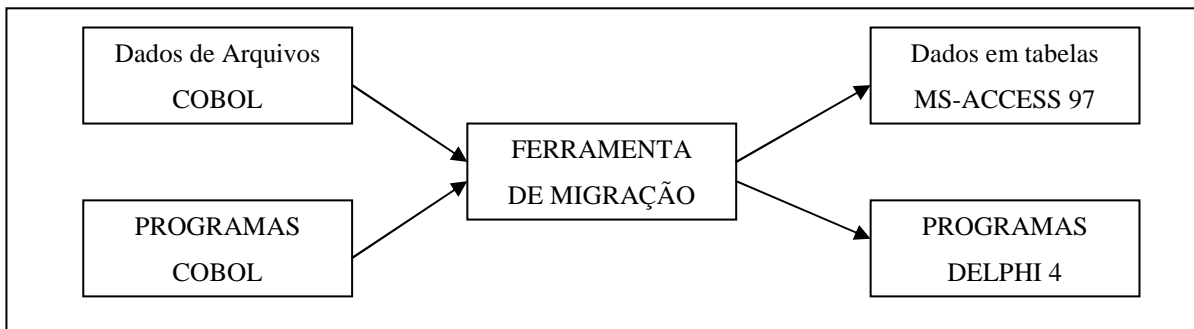 Dados de Arquivos
COBOL
PROGRAMAS
COBOL
FERRAMENTA
DE MIGRAÇÃO
Dados em tabelas
MS-ACCESS 97
PROGRAMAS
DELPHI 4